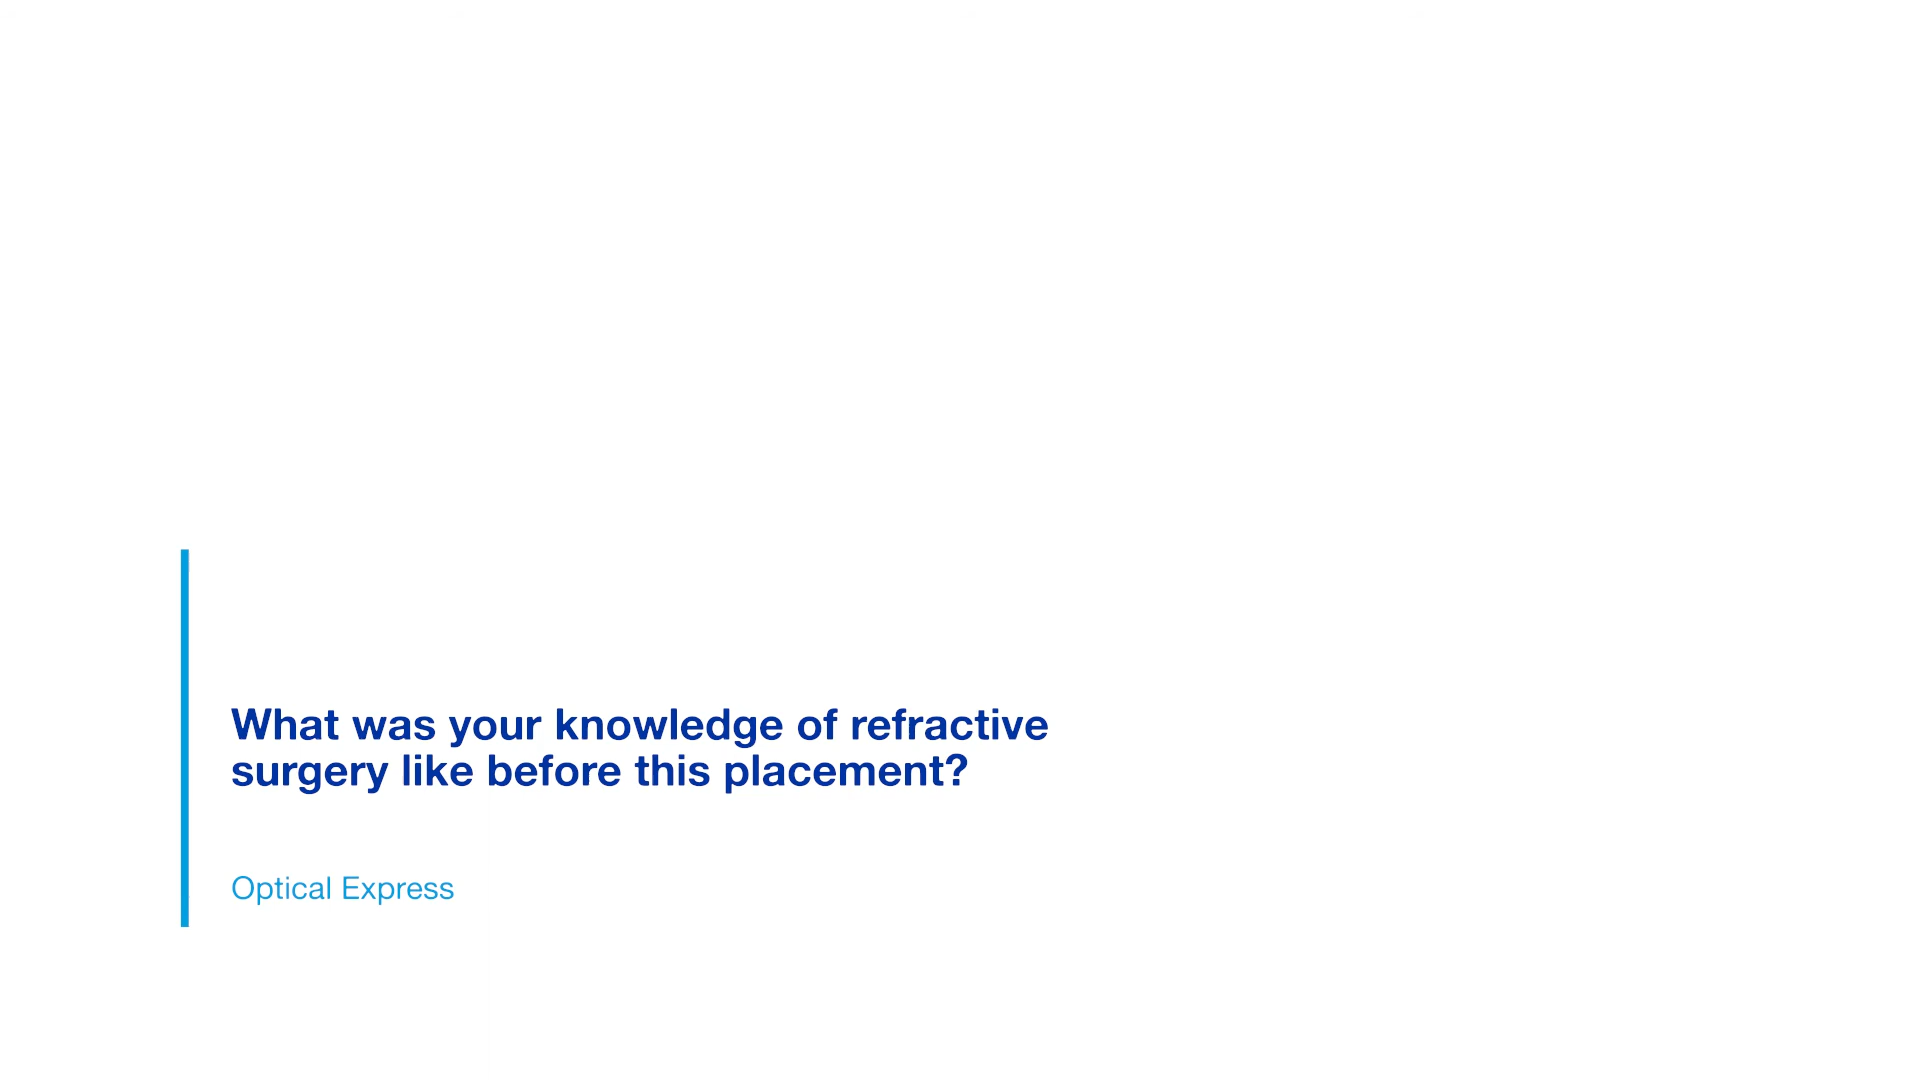 What was your knowledge of refractive
surgery like before this placement?
Optical Express